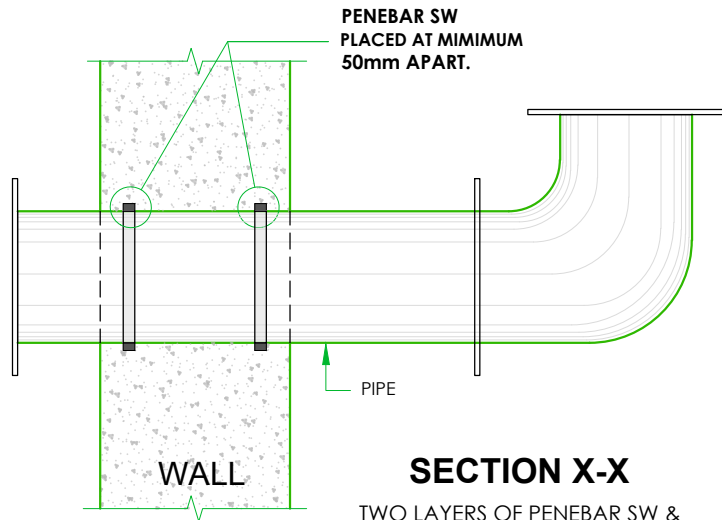 PENEBAR SW
PLACED AT MIMIMUM
50mm APART.
PIPE
WALL
SECTION X-X
TWO LAYERS OF PENEBAR SW &